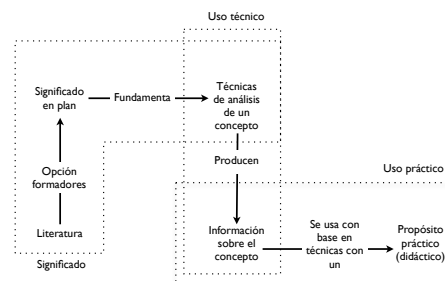 Uso técnico
Significado
en plan
Fundamenta
Técnicas
de análisis
de un
concepto
Opción
formadores
Producen
Uso práctico
Literatura
Información
sobre el
concepto
Se usa con
base en
técnicas con
un
Propósito
práctico
(didáctico)
Significado